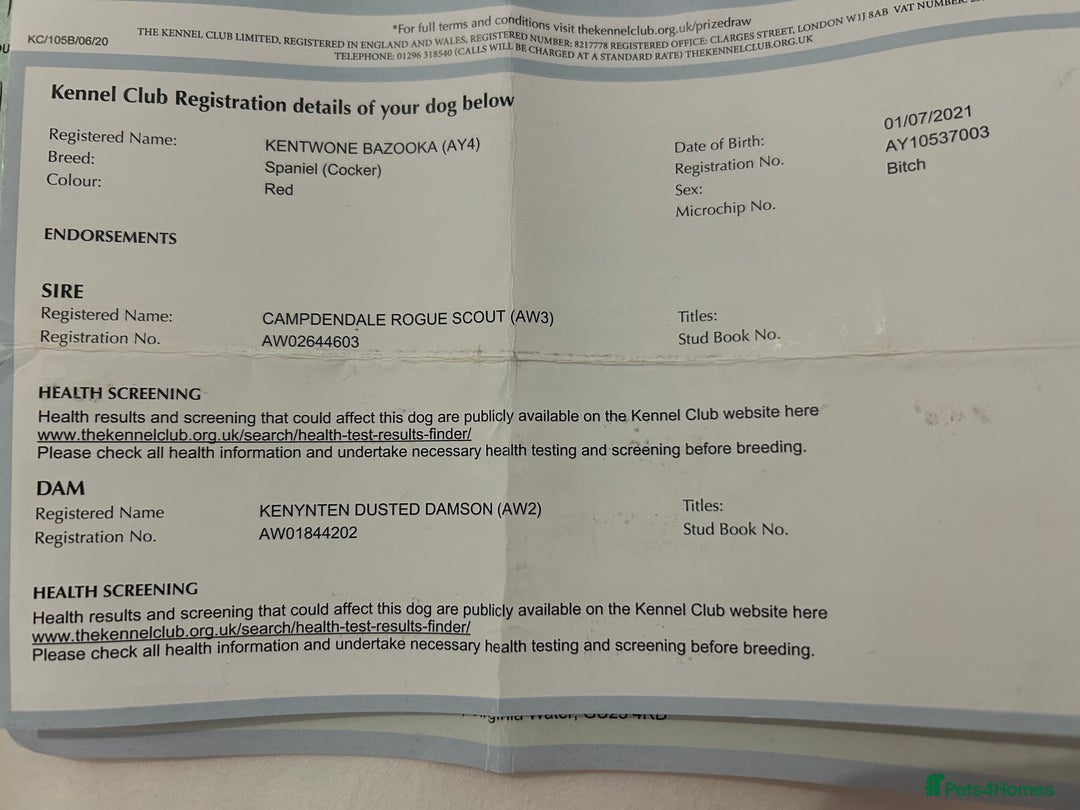 *For full terms and conditions visit thekennelclub.org.uk/prizedraw
KC/105B/06/20
THE KENNEL CLUB LIMITED, REGISTERED IN ENGLAND AND WALES, REGISTERED NUMBER: 8217778 REGISTERED OFFICE: CLARGES STREET, LONDON W1J 8AB VAT NUMBER:
TELEPHONE: 01296 318540 (CALLS WILL BE CHARGED AT A STANDARD RATE) THEKENNELCLUB.ORG.UK
Kennel Club Registration details of your dog below
Registered Name: KENTWONE BAZOOKA (AY4)
Breed: Spaniel (Cocker)
Colour: Red
Date of Birth: 01/07/2021
Registration No. AY10537003
Sex: Bitch
Microchip No.
ENDORSEMENTS
SIRE
Registered Name: CAMPDENDALE ROGUE SCOUT (AW3) Titles:
Registration No. AW02644603 Stud Book No.
HEALTH SCREENING
Health results and screening that could affect this dog are publicly available on the Kennel Club website here
www.thekennelclub.org.uk/search/health-test-results-finder/
Please check all health information and undertake necessary health testing and screening before breeding.
DAM
Registered Name KENYNTEN DUSTED DAMSON (AW2) Titles:
Registration No. AW01844202 Stud Book No.
HEALTH SCREENING
Health results and screening that could affect this dog are publicly available on the Kennel Club website here
www.thekennelclub.org.uk/search/health-test-results-finder/
Please check all health information and undertake necessary health testing and screening before breeding.
Pets4Homes